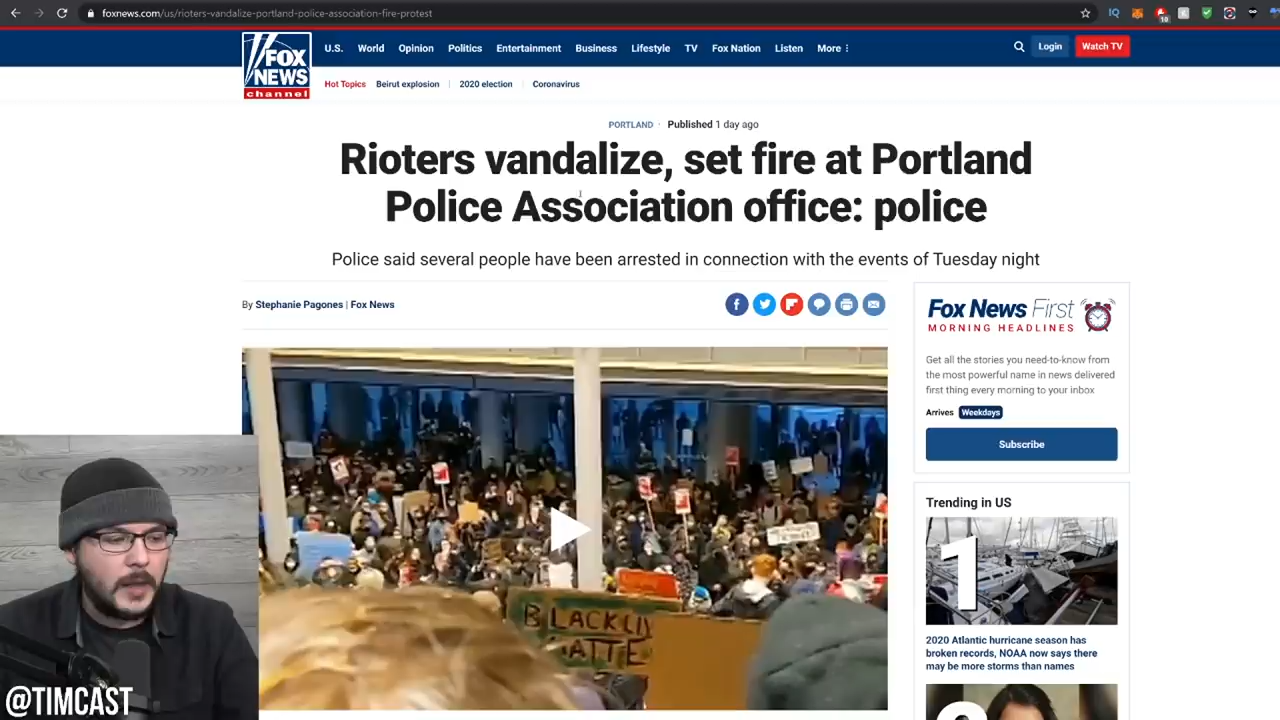 foxnews.com/us/rioters-vandalize-portland-police-association-fire-protest
IQ
10
FOX
NEWS
channel
U.S. World Opinion Politics Entertainment Business Lifestyle TV Fox Nation Listen More
Login
Watch TV
Hot Topics Beirut explosion 2020 election Coronavirus
PORTLAND · Published 1 day ago
Rioters vandalize, set fire at Portland
Police Association office: police
Police said several people have been arrested in connection with the events of Tuesday night
By Stephanie Pagones | Fox News
Fox News First
MORNING HEADLINES
Get all the stories you need-to-know from
the most powerful name in news delivered
first thing every morning to your inbox
Arrives Weekdays
Subscribe
BLACK LIV
MATTE
Trending in US
1
2020 Atlantic hurricane season has
broken records, NOAA now says there
may be more storms than names
@TIMCAST